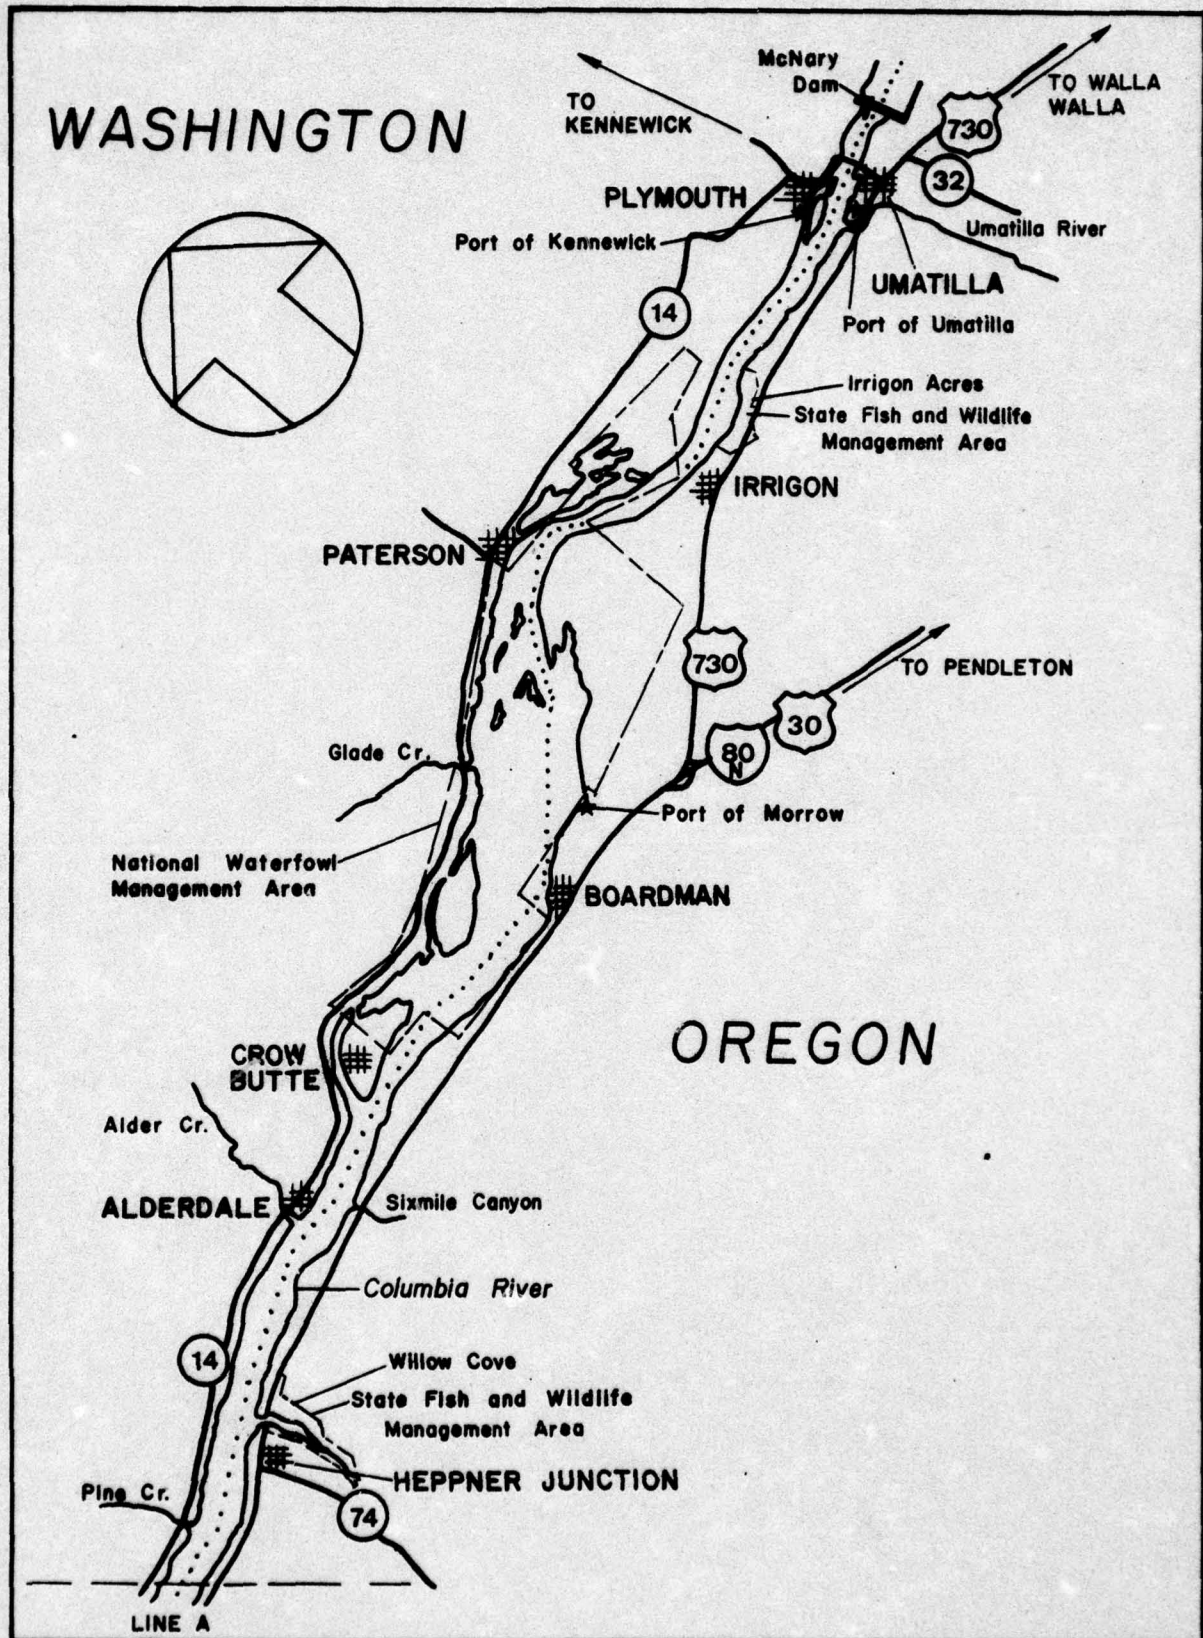 McNary
Dam
TO WALLA
WALLA
TO
KENNEWICK
WASHINGTON
730
32
PLYMOUTH
Port of Kennewick
Umatilla River
UMATILLA
14
Port of Umatilla
Irrigon Acres
State Fish and Wildlife
Management Area
IRRIGON
PATERSON
730
TO PENDLETON
30
80
N
Glade Cr.
Port of Morrow
National Waterfowl
Management Area
BOARDMAN
OREGON
CROW
BUTTE
Alder Cr.
ALDERDALE
Sixmile Canyon
Columbia River
14
Willow Cove
State Fish and Wildlife
Management Area
HEPPNER JUNCTION
Pine Cr.
74
LINE A